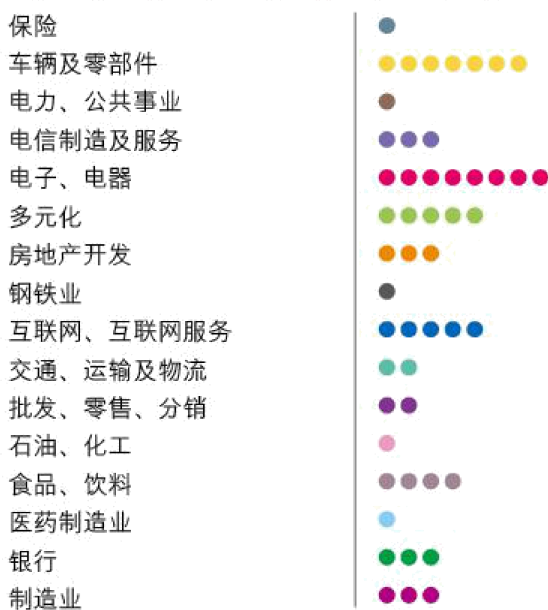 保险
车辆及零部件
电力、公共事业
电信制造及服务
电子、电器
多元化
房地产开发
钢铁业
互联网、互联网服务
交通、运输及物流
批发、零售、分销
石油、化工
食品、饮料
医药制造业
银行
制造业